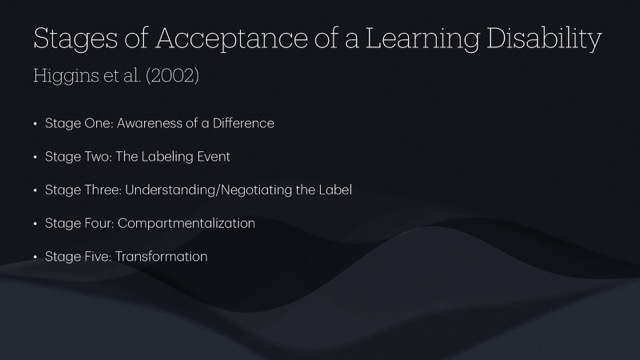 Stages of Acceptance of a Learning Disability
Higgins et al. (2002)
• Stage One: Awareness of a Difference
• Stage Two: The Labeling Event
• Stage Three: Understanding/Negotiating the Label
• Stage Four: Compartmentalization
• Stage Five: Transformation